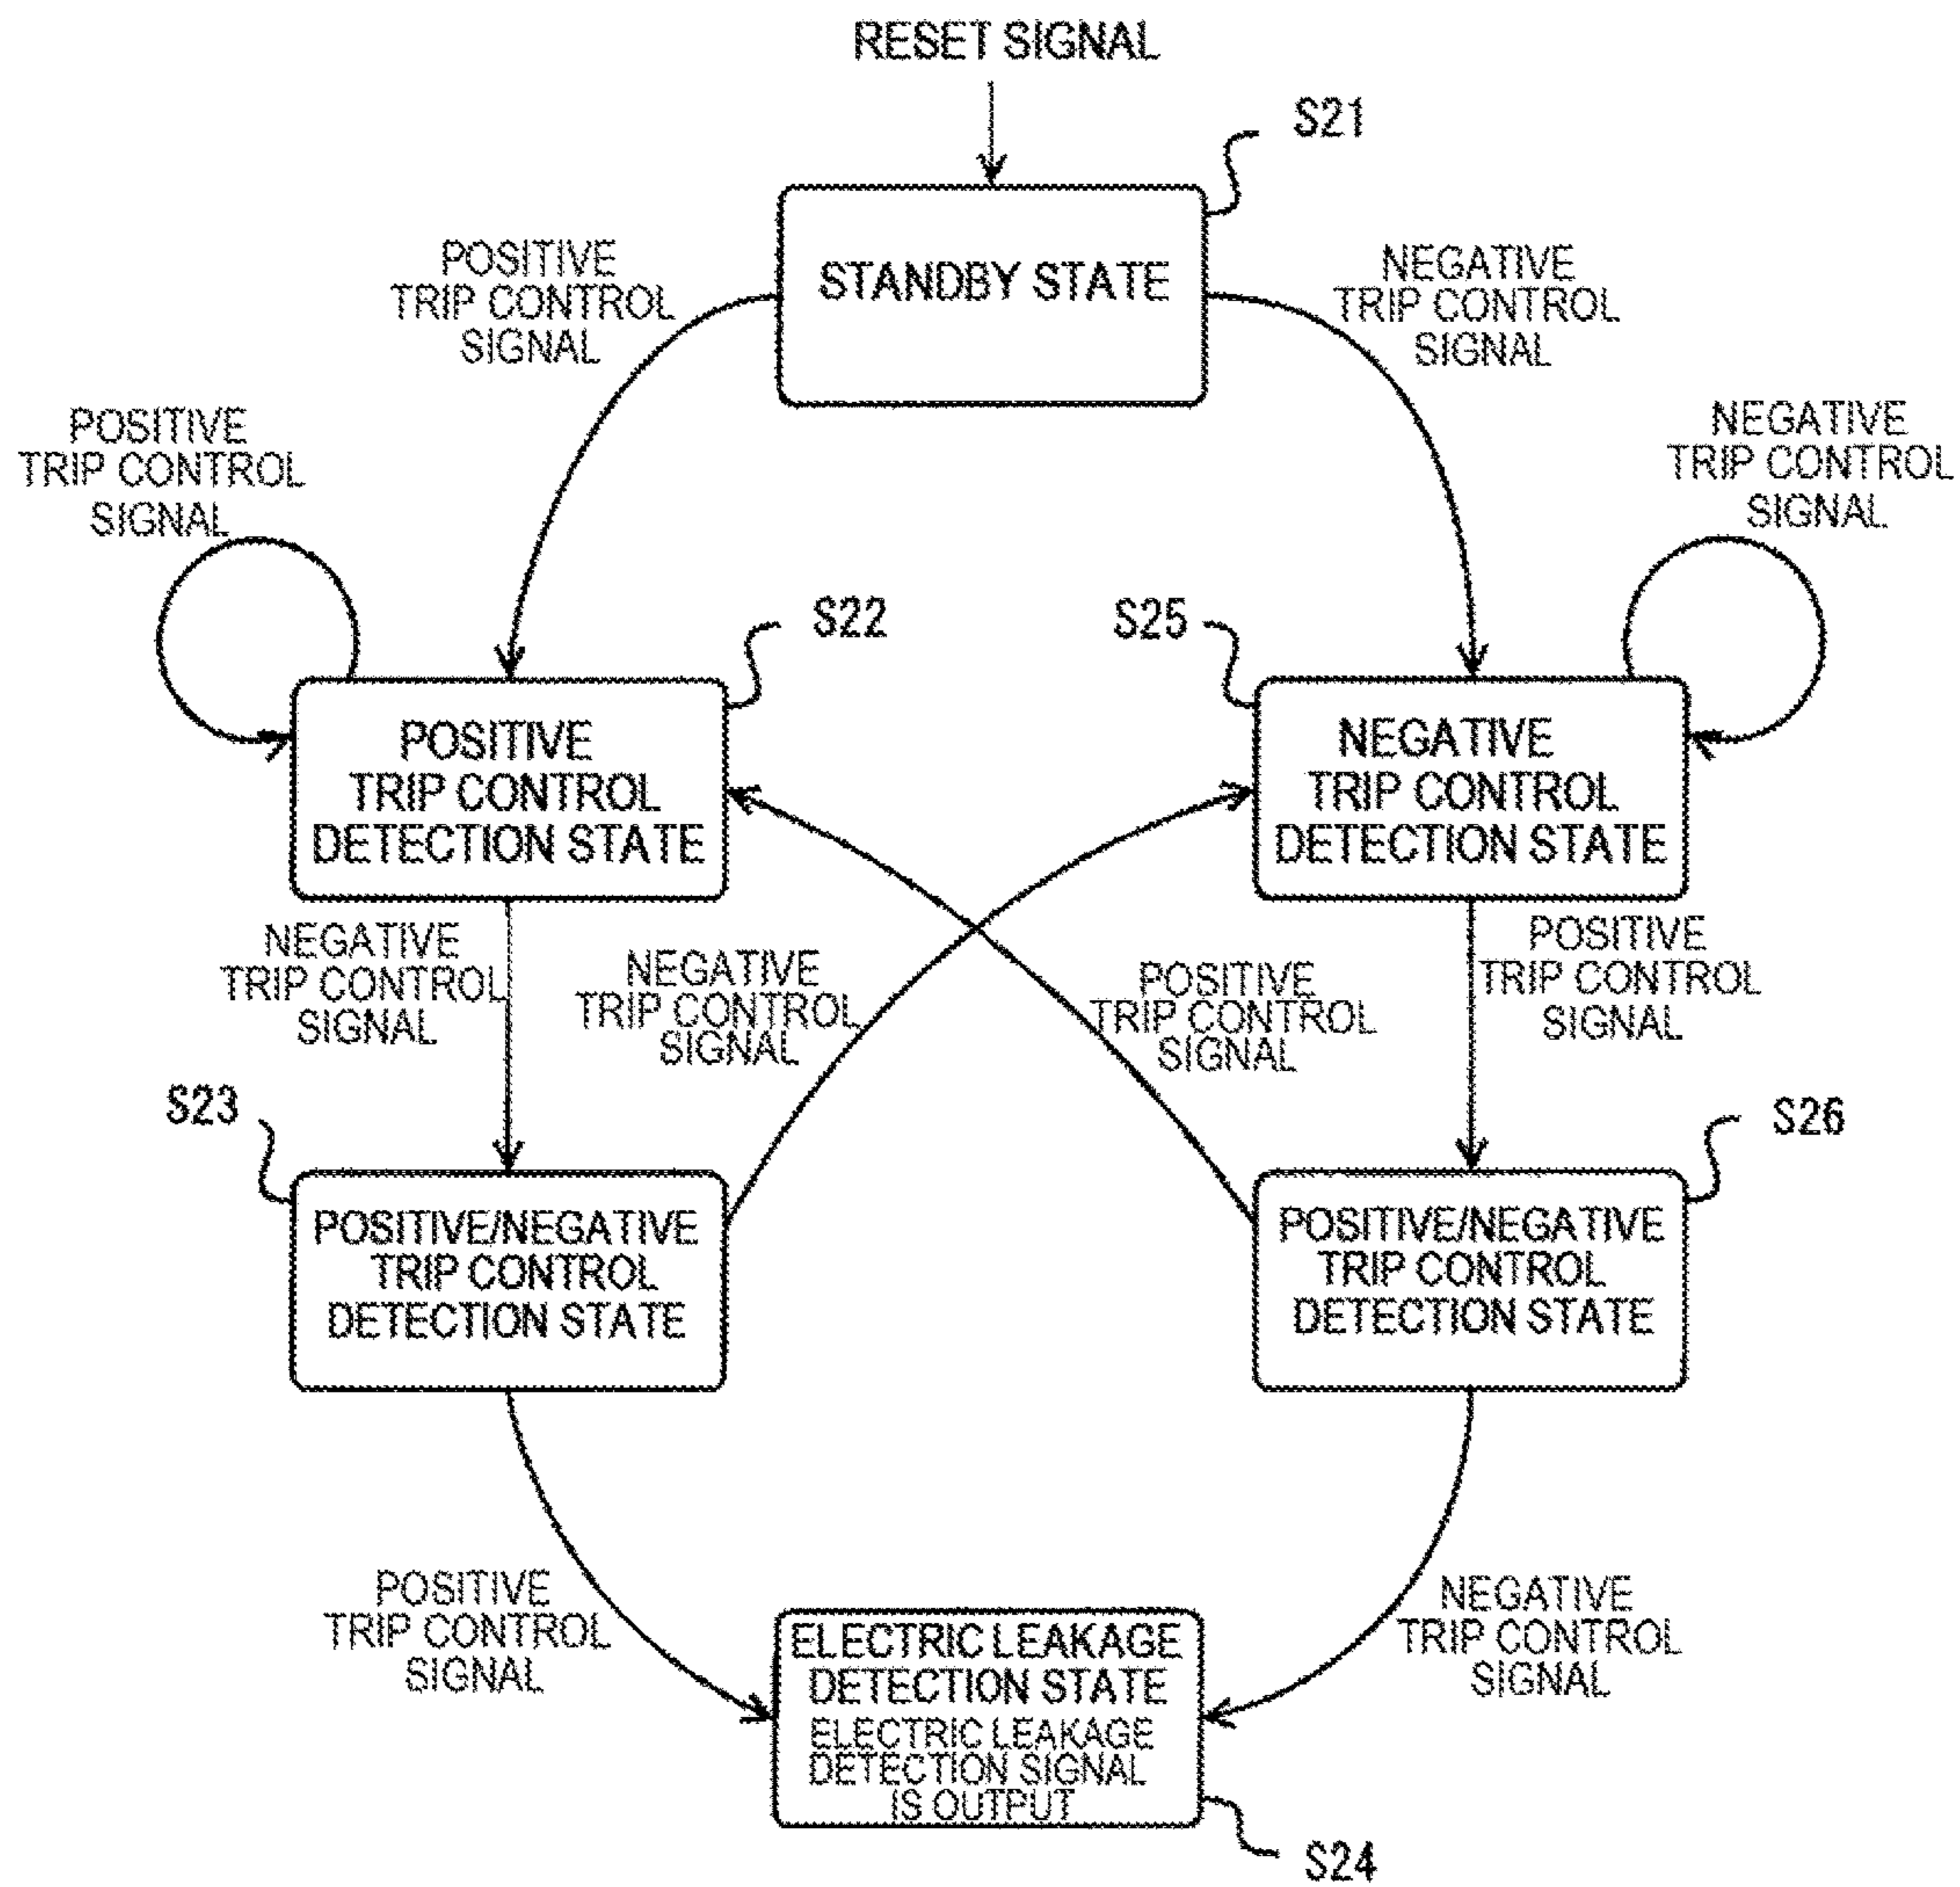 RESET SIGNAL
S21
STANDBY STATE
POSITIVE
TRIP CONTROL
SIGNAL
NEGATIVE
TRIP CONTROL
SIGNAL
POSITIVE
TRIP CONTROL
SIGNAL
NEGATIVE
TRIP CONTROL
SIGNAL
S22
S25
POSITIVE
TRIP CONTROL
DETECTION STATE
NEGATIVE
TRIP CONTROL
DETECTION STATE
NEGATIVE
TRIP CONTROL
SIGNAL
NEGATIVE
TRIP CONTROL
SIGNAL
POSITIVE
TRIP CONTROL
SIGNAL
POSITIVE
TRIP CONTROL
SIGNAL
S23
S26
POSITIVE/NEGATIVE
TRIP CONTROL
DETECTION STATE
POSITIVE/NEGATIVE
TRIP CONTROL
DETECTION STATE
POSITIVE
TRIP CONTROL
SIGNAL
NEGATIVE
TRIP CONTROL
SIGNAL
ELECTRIC LEAKAGE
DETECTION STATE
ELECTRIC LEAKAGE
DETECTION SIGNAL
IS OUTPUT
S24